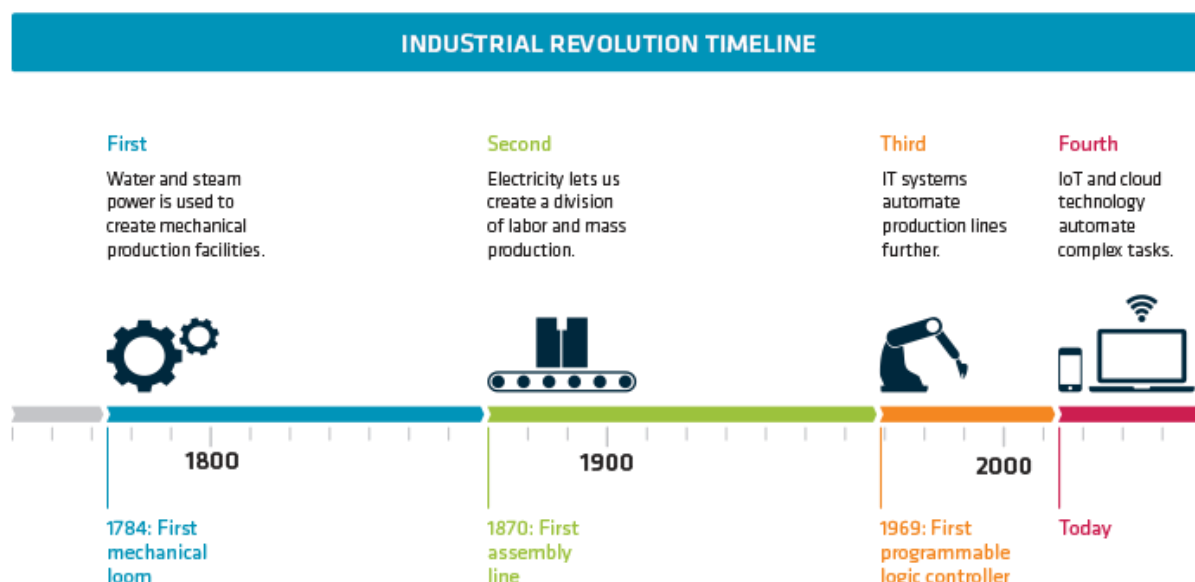 INDUSTRIAL REVOLUTION TIMELINE
First
Water and steam
power is used to
create mechanical
production facilities.
Second
Electricity lets us
create a division
of labor and mass
production.
Third
IT systems
automate
production lines
further.
Fourth
IoT and cloud
technology
automate
complex tasks.
1800
1900
2000
1784: First
mechanical
loom
1870: First
assembly
line
1969: First
programmable
logic controller
Today